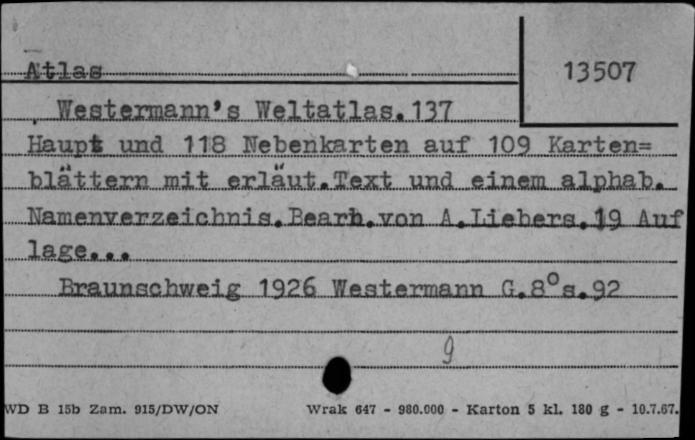 Atlas
13507
Westermann's Weltatlas.137
Haupt und 118 Nebenkarten auf 109 Karten=
blättern mit erläut.Text und einem alphab.
Namenverzeichnis.Bearb.von A.Liebers.19 Auf
lage...
Braunschweig 1926 Westermann G.8° s.92
9
WD B 15b Zam. 915/DW/ON
Wrak 647 - 980.000 - Karton 5 kl. 180 g - 10.7.67.